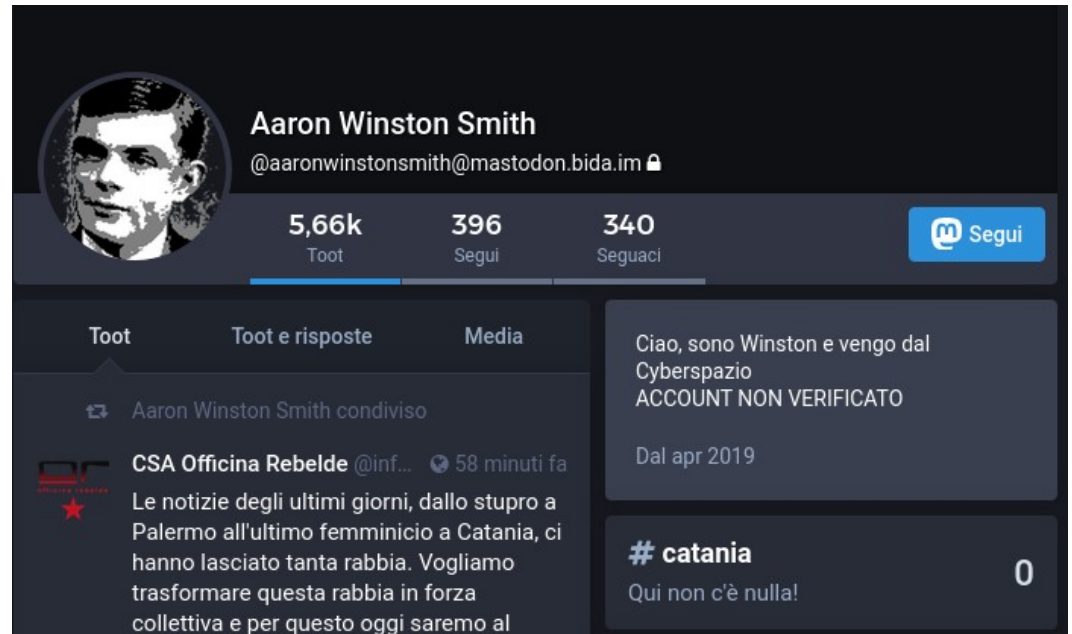 Aaron Winston Smith
@aaronwinstonsmith@mastodon.bida.im
5,66k
Toot
396
Segui
340
Seguaci
Segui
Toot
Toot e risposte
Media
Aaron Winston Smith condiviso
CSA Officina Rebelde @inf... 58 minuti fa
Le notizie degli ultimi giorni, dallo stupro a
Palermo all'ultimo femminicio a Catania, ci
hanno lasciato tanta rabbia. Vogliamo
trasformare questa rabbia in forza
collettiva e per questo oggi saremo al
Ciao, sono Winston e vengo dal
Cyberspazio
ACCOUNT NON VERIFICATO
Dal apr 2019
# catania
Qui non c'è nulla!
0
officina rebelde